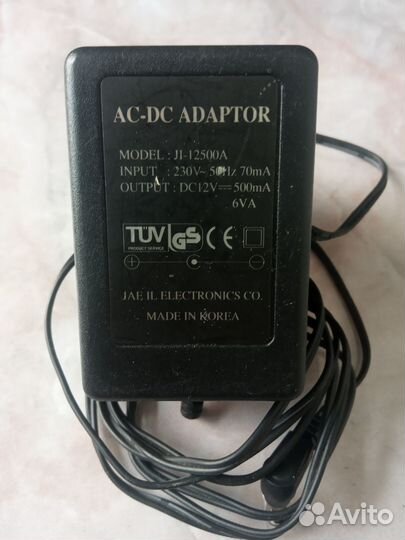 AC-DC ADAPTOR
MODEL : JI-12500A
INPUT : 230V~ 50Hz 70mA
OUTPUT : DC12V⎓500mA
6VA
TÜV GS CE
PRODUCT SERVICE
JAE IL ELECTRONICS CO.
MADE IN KOREA
Avito